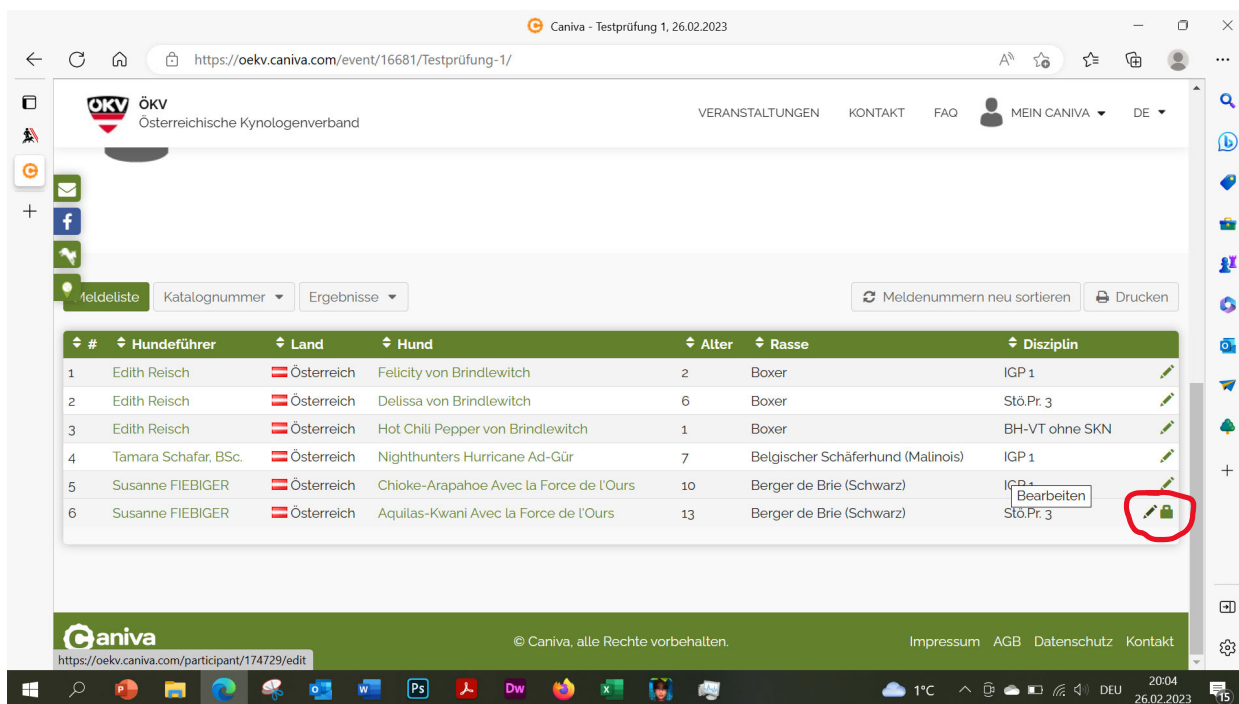 Caniva - Testprüfung 1, 26.02.2023
https://oekv.caniva.com/event/16681/Testprüfung-1/
ÖKV ÖKV
Österreichische Kynologenverband
VERANSTALTUNGEN KONTAKT FAQ MEIN CANIVA DE
Meldeliste Katalognummer Ergebnisse Meldenummern neu sortieren Drucken
# Hundeführer Land Hund Alter Rasse Disziplin
1 Edith Reisch Österreich Felicity von Brindlewitch 2 Boxer IGP 1
2 Edith Reisch Österreich Delissa von Brindlewitch 6 Boxer Stö.Pr. 3
3 Edith Reisch Österreich Hot Chili Pepper von Brindlewitch 1 Boxer BH-VT ohne SKN
4 Tamara Schafar, BSc. Österreich Nighthunters Hurricane Ad-Gür 7 Belgischer Schäferhund (Malinois) IGP 1
5 Susanne FIEBIGER Österreich Chioke-Arapahoe Avec la Force de l'Ours 10 Berger de Brie (Schwarz) IGP 1
Bearbeiten
6 Susanne FIEBIGER Österreich Aquilas-Kwani Avec la Force de l'Ours 13 Berger de Brie (Schwarz) Stö.Pr. 3
Caniva © Caniva, alle Rechte vorbehalten. Impressum AGB Datenschutz Kontakt
https://oekv.caniva.com/participant/174729/edit
Ps Dw 1°C DEU 20:04
26.02.2023 15